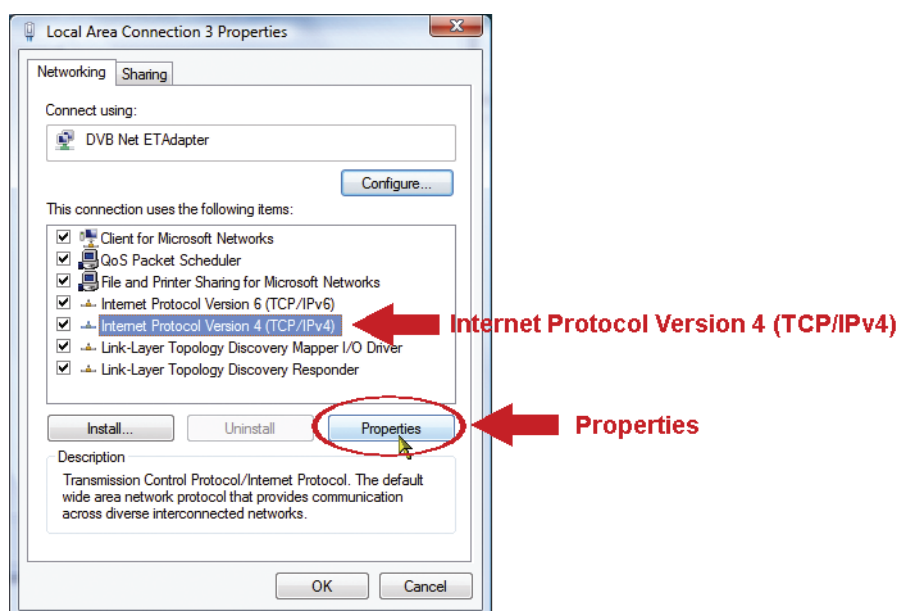 Local Area Connection 3 Properties
Networking
Sharing
Connect using:
DVB Net ETAdapter
Configure...
This connection uses the following items:
Client for Microsoft Networks
QoS Packet Scheduler
File and Printer Sharing for Microsoft Networks
Internet Protocol Version 6 (TCP/IPv6)
Internet Protocol Version 4 (TCP/IPv4)
Internet Protocol Version 4 (TCP/IPv4)
Link-Layer Topology Discovery Mapper I/O Driver
Link-Layer Topology Discovery Responder
Install...
Uninstall
Properties
Properties
Description
Transmission Control Protocol/Internet Protocol. The default
wide area network protocol that provides communication
across diverse interconnected networks.
OK
Cancel